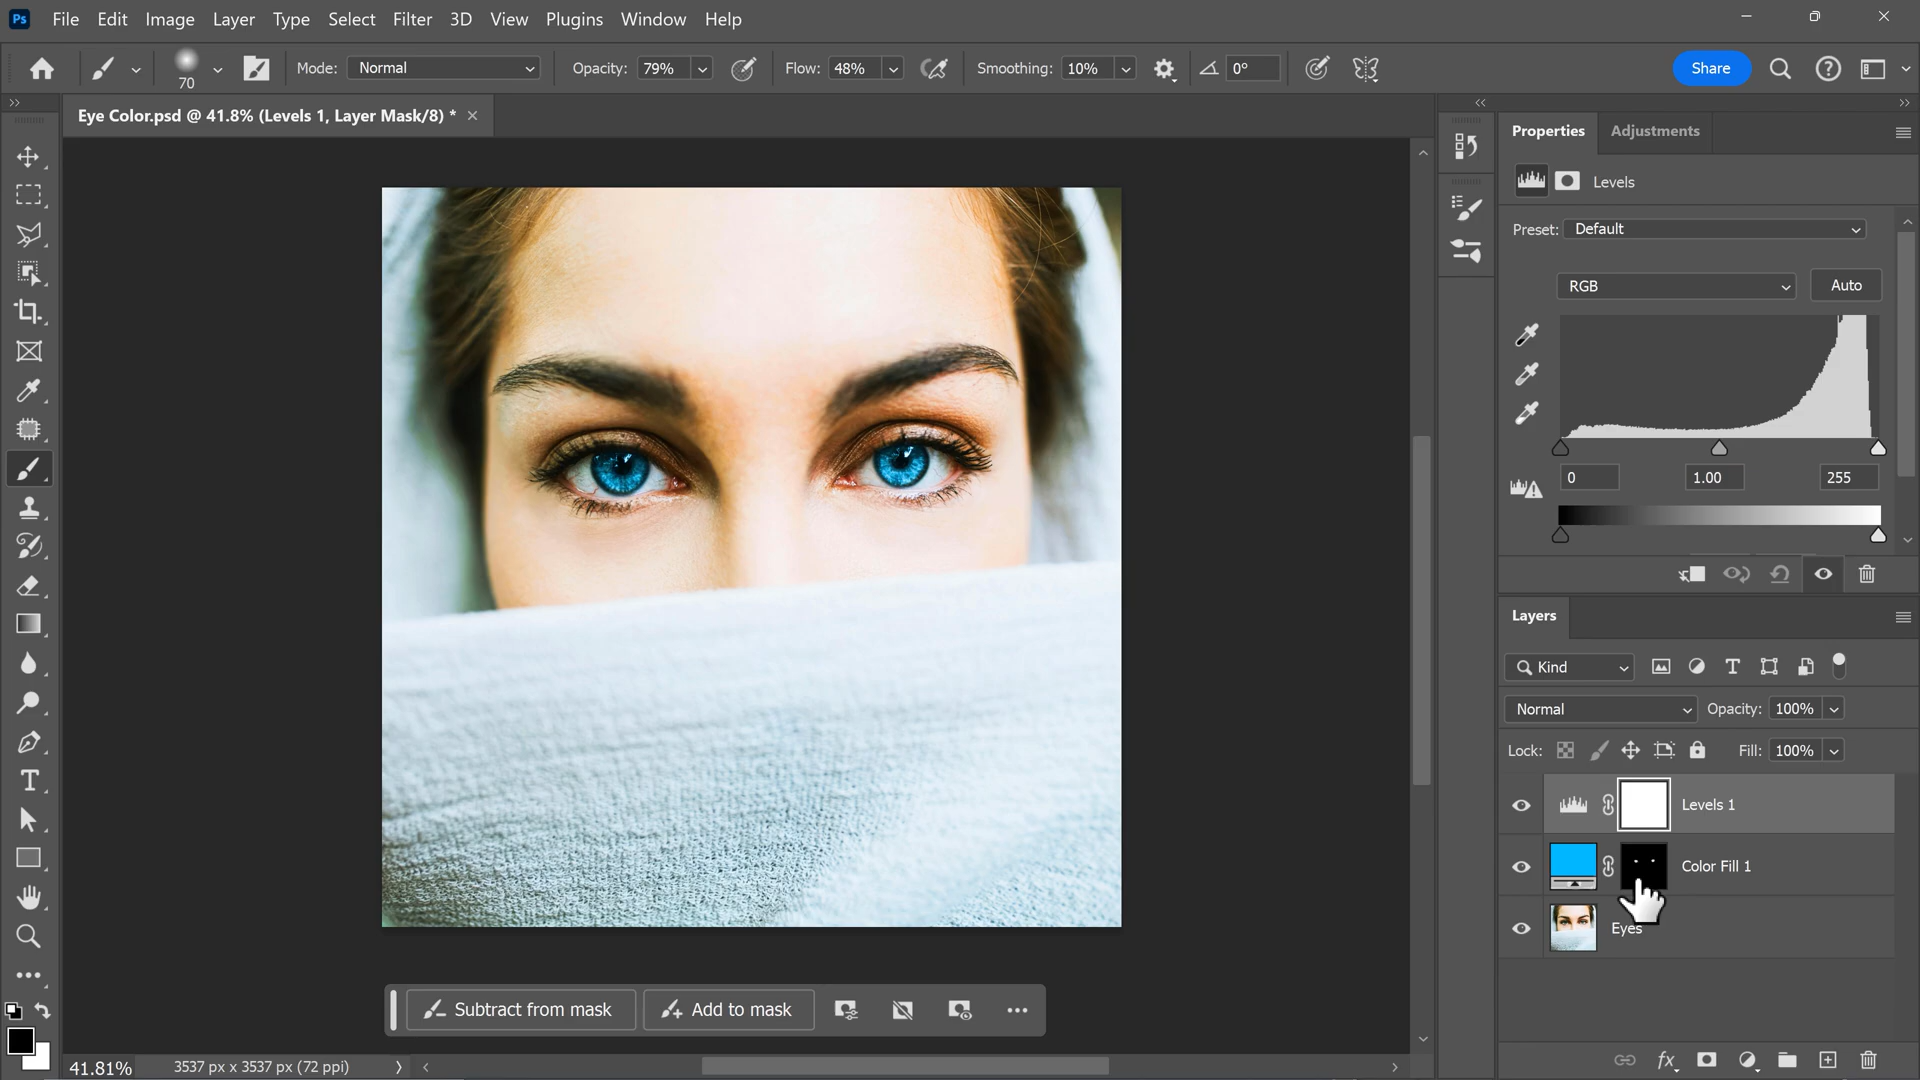 Ps File Edit Image Layer Type Select Filter 3D View Plugins Window Help
70 Mode: Normal Opacity: 79% Flow: 48% Smoothing: 10% 0° Share
Eye Color.psd @ 41.8% (Levels 1, Layer Mask/8) *
Properties Adjustments
Levels
Preset: Default
RGB Auto
0 1.00 255
Layers
Kind
Normal Opacity: 100%
Lock: Fill: 100%
Levels 1
Color Fill 1
Eyes
Subtract from mask Add to mask
41.81% 3537 px x 3537 px (72 ppi)